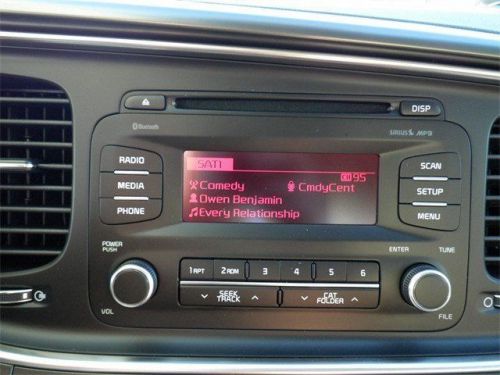 DISP
Bluetooth
SIRIUS MP3
RADIO
MEDIA
PHONE
SAT1
95
Comedy CmdyCent
Owen Benjamin
Every Relationship
SCAN
SETUP
MENU
POWER
PUSH
VOL
1 RPT 2 RDM 3 4 5 6
SEEK
TRACK
CAT
FOLDER
ENTER TUNE
FILE